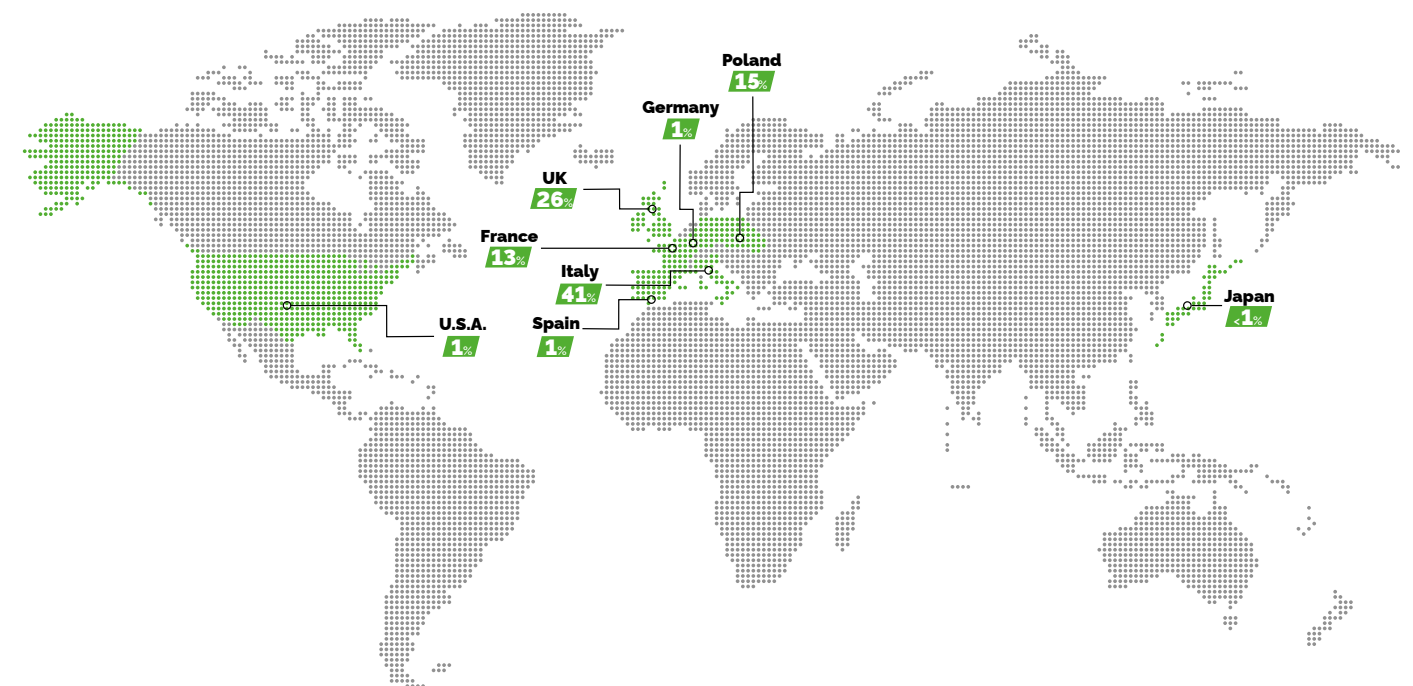 Poland
15%
Germany
1%
UK
26%
France
13%
Italy
41%
Spain
1%
U.S.A.
1%
Japan
<1%